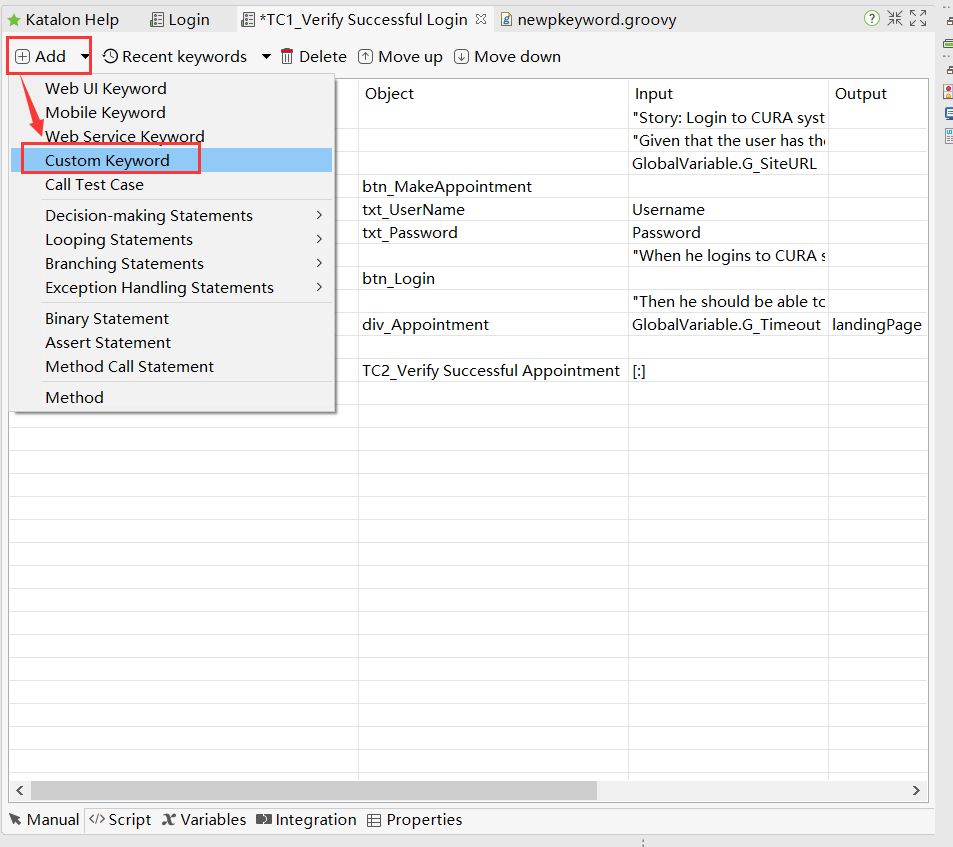 Katalon Help Login *TC1_Verify Successful Login newpkeyword.groovy
Add Recent keywords Delete Move up Move down
Web UI Keyword
Mobile Keyword
Web Service Keyword
Custom Keyword
Call Test Case
Decision-making Statements
Looping Statements
Branching Statements
Exception Handling Statements
Binary Statement
Assert Statement
Method Call Statement
Method
Object Input Output
"Story: Login to CURA syst
"Given that the user has the
GlobalVariable.G_SiteURL
btn_MakeAppointment
txt_UserName Username
txt_Password Password
"When he logins to CURA s
btn_Login
"Then he should be able to
div_Appointment GlobalVariable.G_Timeout landingPage
TC2_Verify Successful Appointment [:]
Manual Script Variables Integration Properties